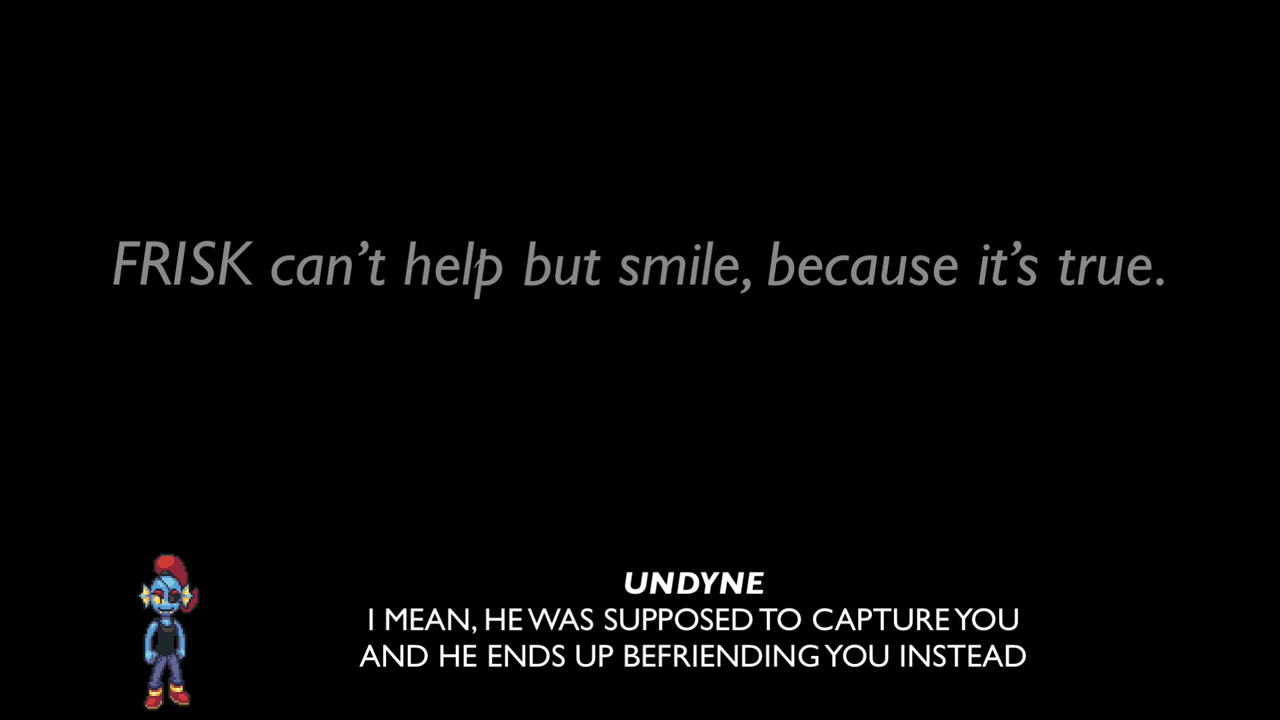 FRISK can’t help but smile, because it’s true.
UNDYNE
I MEAN, HE WAS SUPPOSED TO CAPTURE YOU
AND HE ENDS UP BEFRIENDING YOU INSTEAD